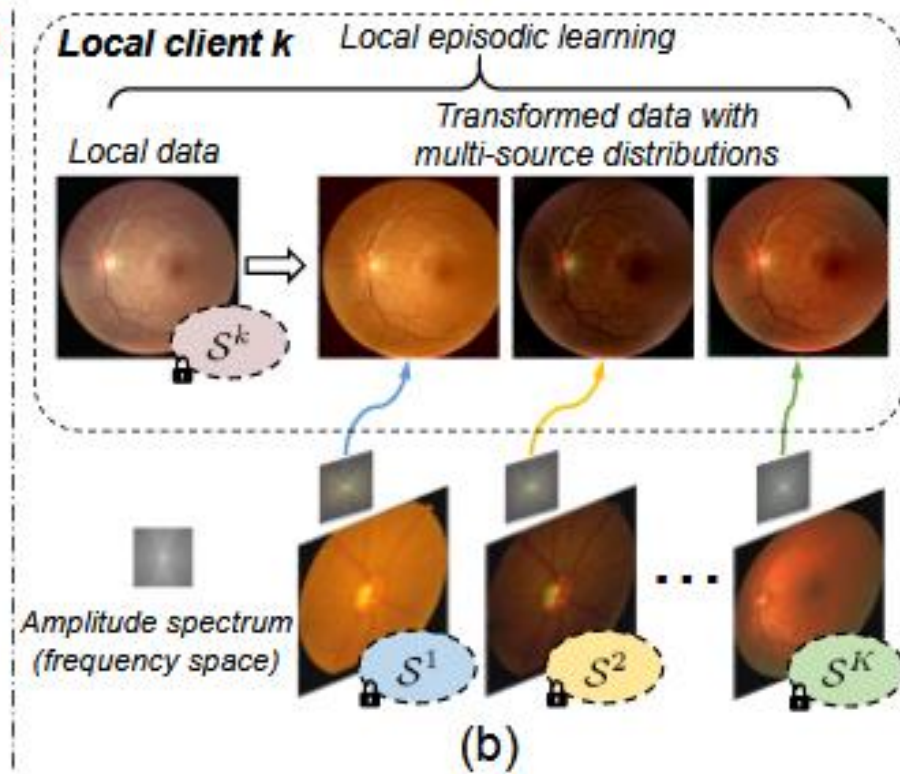 Local client k
Local episodic learning
Local data
Transformed data with
multi-source distributions
S^k
Amplitude spectrum
(frequency space)
S^1
S^2
...
S^K
(b)